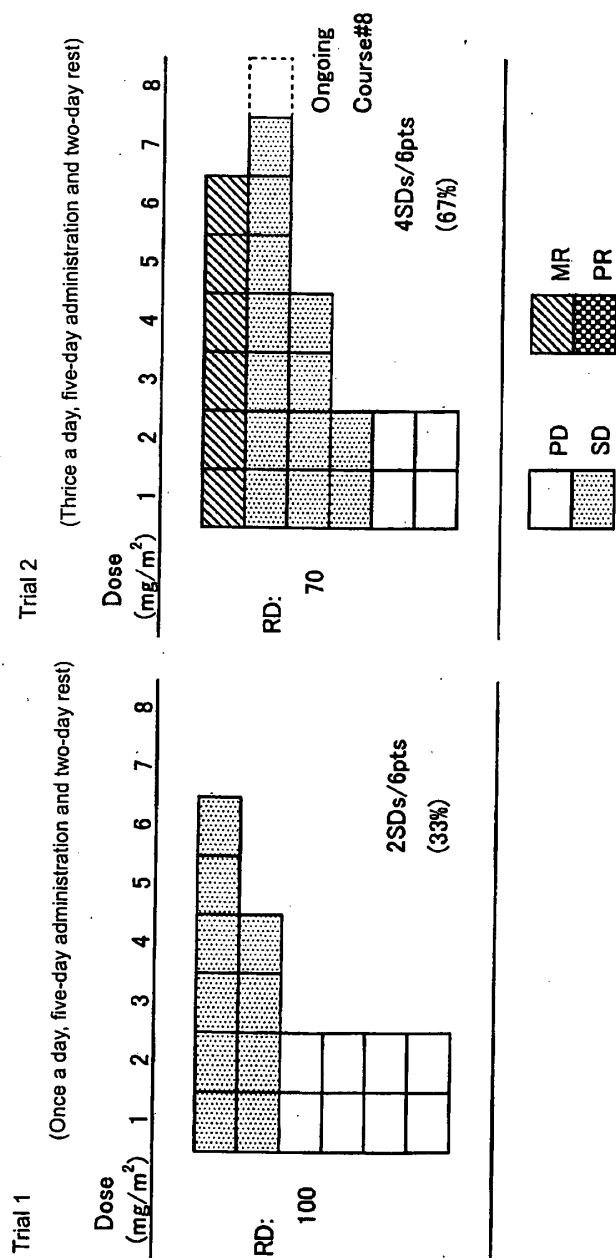 Trial 1
(Once a day, five-day administration and two-day rest)
Dose
(mg/m²) 1 2 3 4 5 6 7 8
RD:
100
2SDs/6pts
(33%)
Trial 2
(Thrice a day, five-day administration and two-day rest)
Dose
(mg/m²) 1 2 3 4 5 6 7 8
RD:
70
Ongoing
Course#8
4SDs/6pts
(67%)
PD MR
SD PR